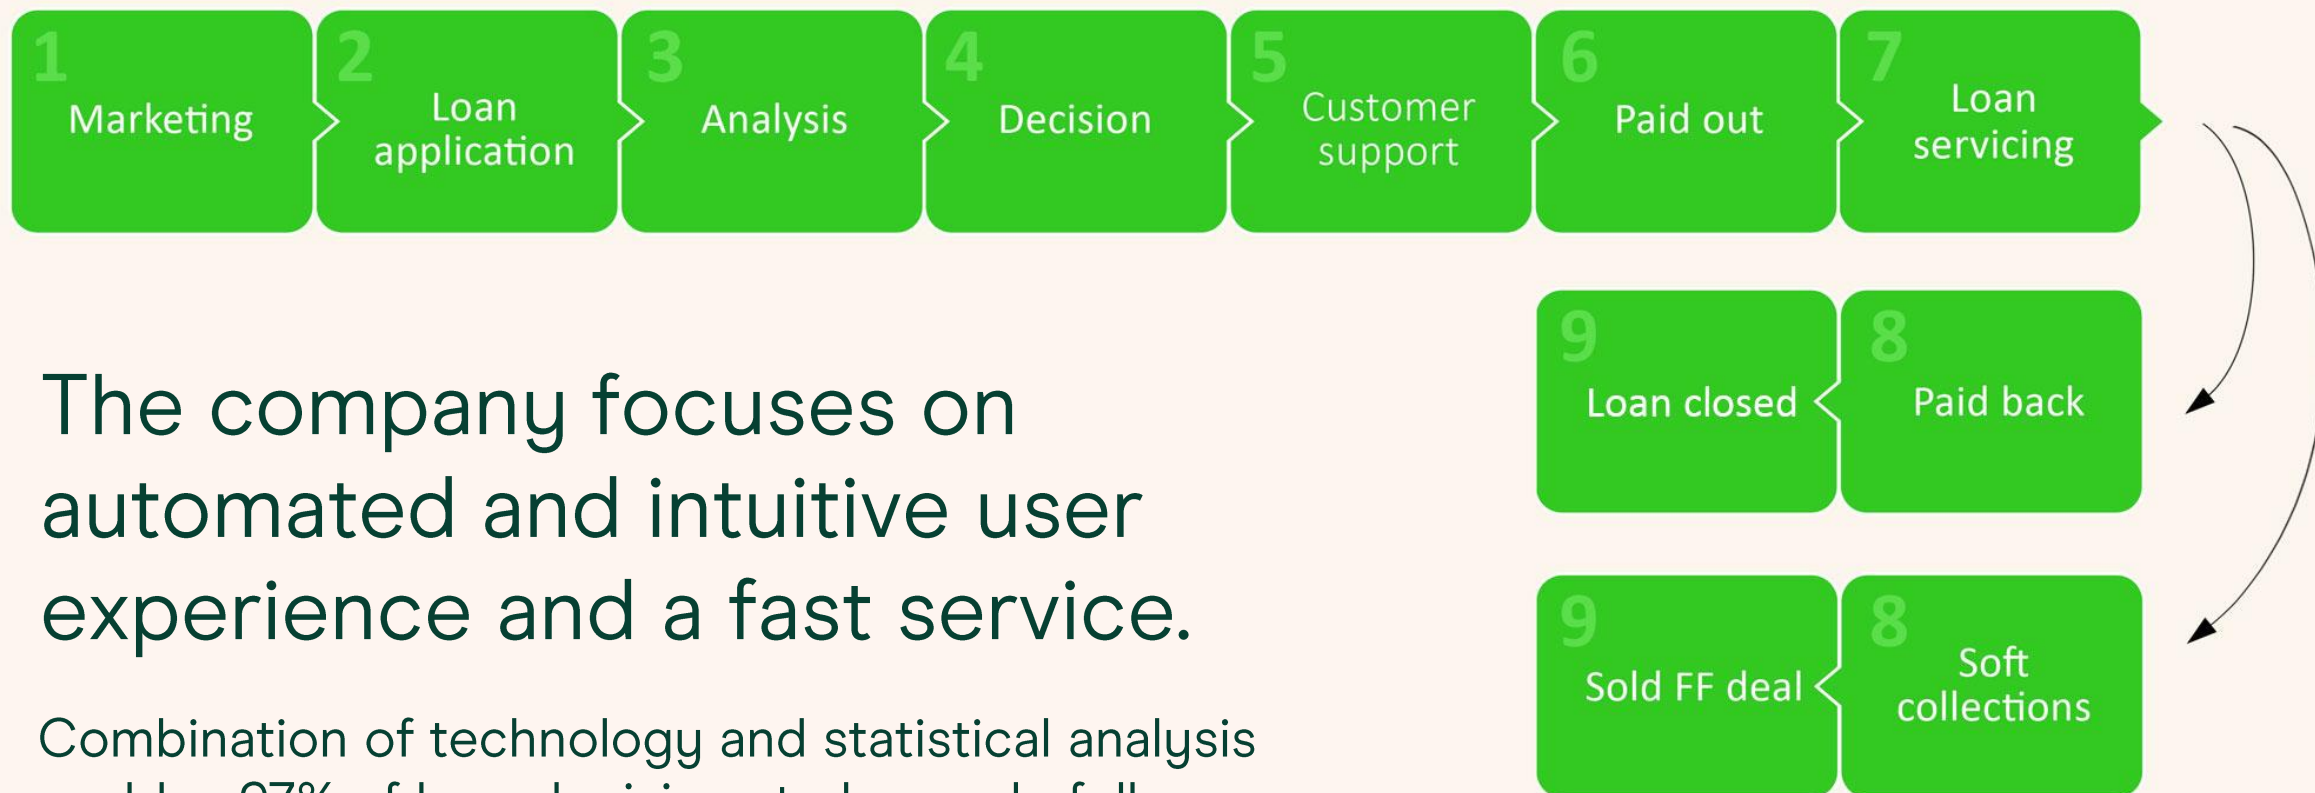 1
Marketing
2
Loan
application
3
Analysis
4
Decision
5
Customer
support
6
Paid out
7
Loan
servicing
9
Loan closed
8
Paid back
The company focuses on
automated and intuitive user
experience and a fast service.
9
Sold FF deal
8
Soft
collections
Combination of technology and statistical analysis